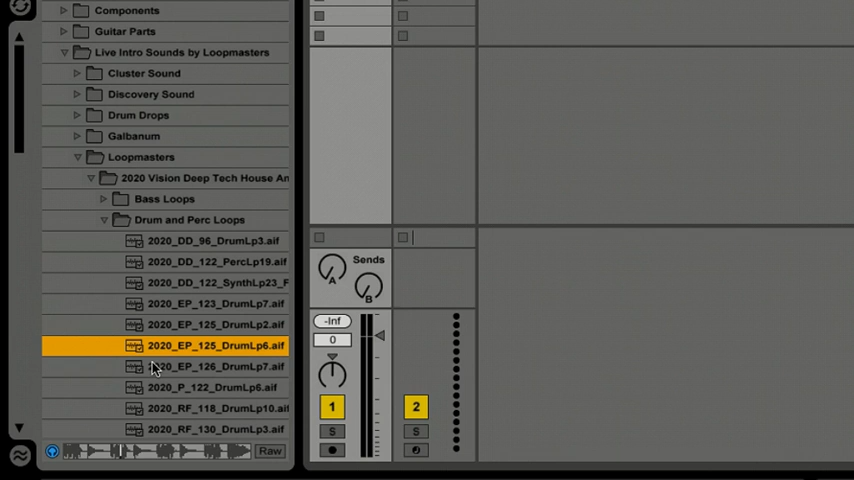 Components
Guitar Parts
Live Intro Sounds by Loopmasters
Cluster Sound
Discovery Sound
Drum Drops
Galbanum
Loopmasters
2020 Vision Deep Tech House An
Bass Loops
Drum and Perc Loops
2020_DD_96_DrumLp3.aif
2020_DD_122_PercLp19.aif
2020_DD_122_SynthLp23_F
2020_EP_123_DrumLp7.aif
2020_EP_125_DrumLp2.aif
2020_EP_125_DrumLp6.aif
2020_EP_126_DrumLp7.aif
2020_P_122_DrumLp6.aif
2020_RF_118_DrumLp10.aif
2020_RF_130_DrumLp3.aif
Raw
Sends
A
B
-Inf
0
1
S
2
S